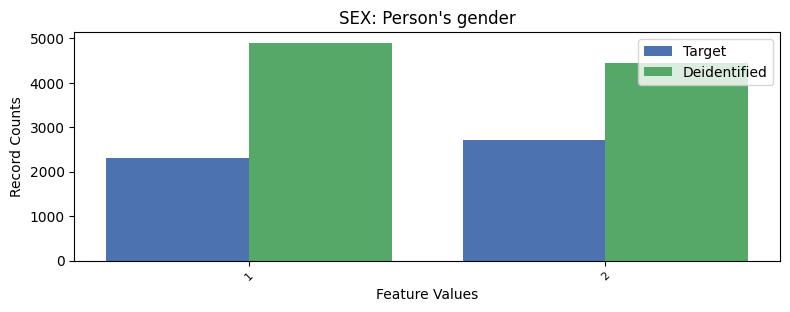 SEX: Person's gender
Target
Deidentified
5000
4000
3000
2000
1000
0
Record Counts
1
2
Feature Values